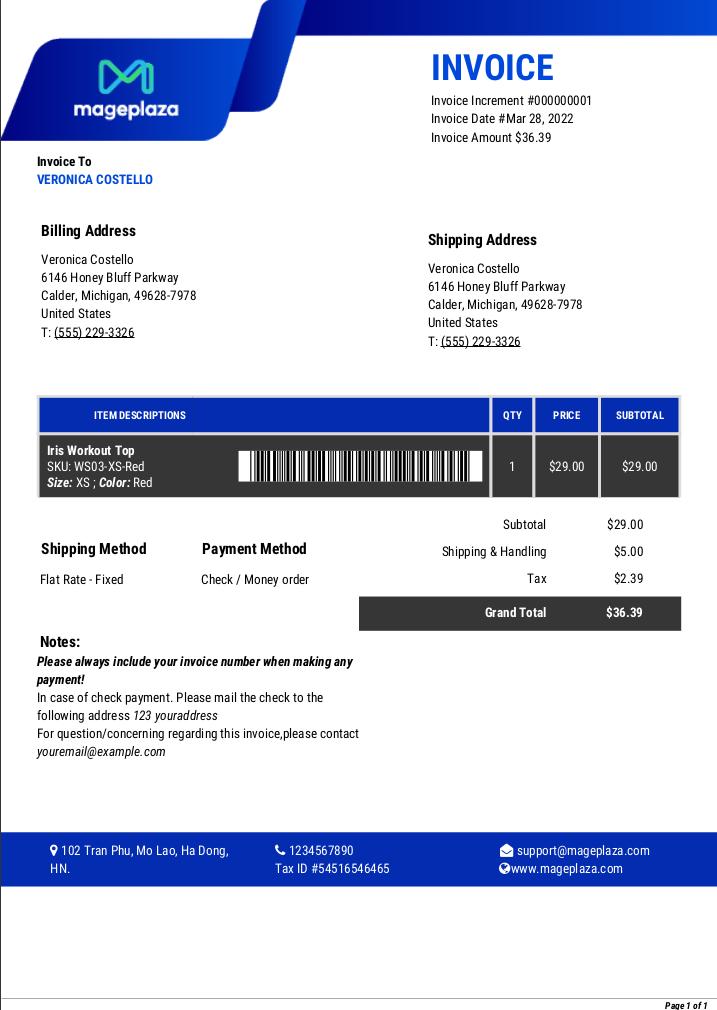 mageplaza
INVOICE
Invoice Increment #000000001
Invoice Date #Mar 28, 2022
Invoice Amount $36.39
Invoice To
VERONICA COSTELLO
Billing Address
Veronica Costello
6146 Honey Bluff Parkway
Calder, Michigan, 49628-7978
United States
T: (555) 229-3326
Shipping Address
Veronica Costello
6146 Honey Bluff Parkway
Calder, Michigan, 49628-7978
United States
T: (555) 229-3326
ITEM DESCRIPTIONS QTY PRICE SUBTOTAL
Iris Workout Top
SKU: WS03-XS-Red
Size: XS ; Color: Red
1 $29.00 $29.00
Subtotal $29.00
Shipping & Handling $5.00
Tax $2.39
Grand Total $36.39
Shipping Method
Flat Rate - Fixed
Payment Method
Check / Money order
Notes:
Please always include your invoice number when making any
payment!
In case of check payment. Please mail the check to the
following address 123 youraddress
For question/concerning regarding this invoice,please contact
youremail@example.com
102 Tran Phu, Mo Lao, Ha Dong,
HN.
1234567890
Tax ID #54516546465
support@mageplaza.com
www.mageplaza.com
Page 1 of 1